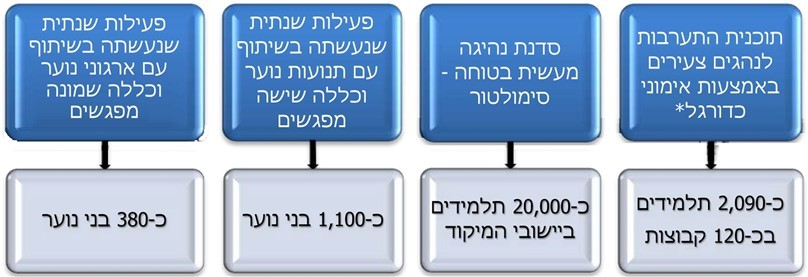 תוכנית התערבות
לנהגים צעירים
באמצעות אימוני
כדורגל*
כ-2,090 תלמידים
בכ-120 קבוצות
סדנת נהיגה
מעשית בטוחה -
סימולטור
כ-20,000 תלמידים
ביישובי המיקוד
פעילות שנתית
שנעשתה בשיתוף
עם תנועות נוער
וכללה שישה
מפגשים
כ-1,100 בני נוער
פעילות שנתית
שנעשתה בשיתוף
עם ארגוני נוער
וכללה שמונה
מפגשים
כ-380 בני נוער